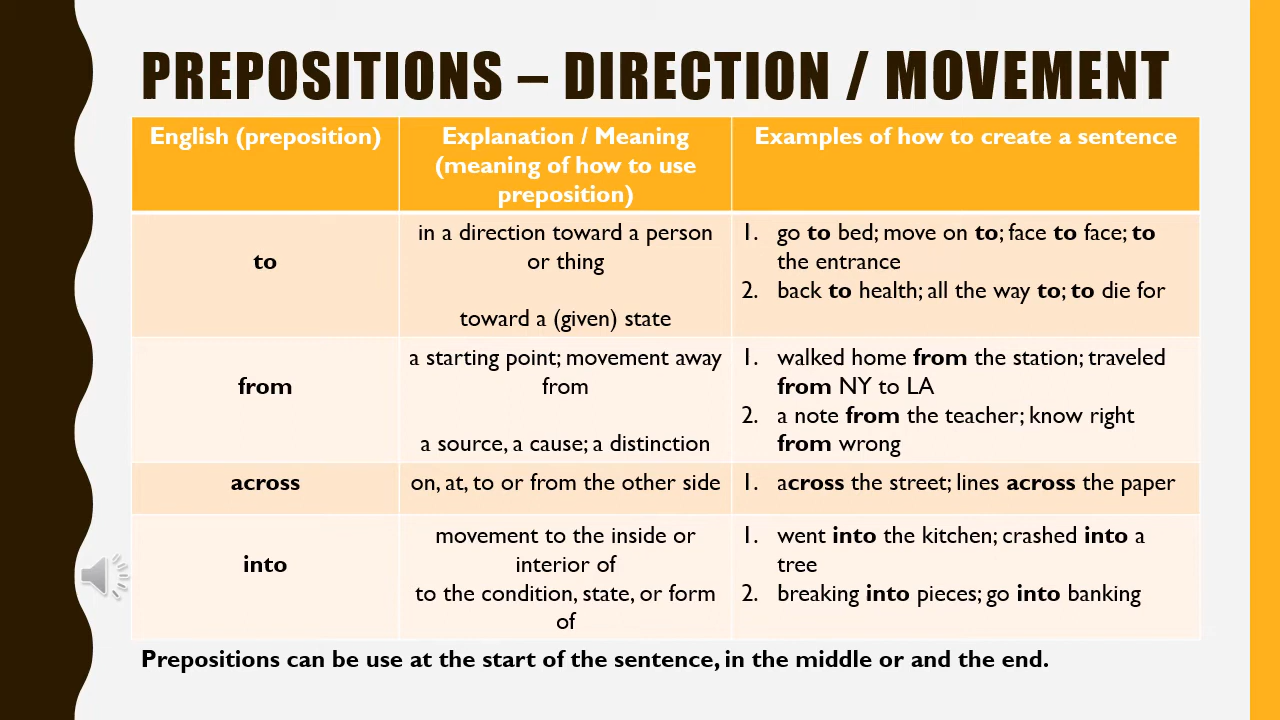 PREPOSITIONS – DIRECTION / MOVEMENT
English (preposition)
Explanation / Meaning
(meaning of how to use
preposition)
Examples of how to create a sentence
to
in a direction toward a person
or thing
toward a (given) state
1. go to bed; move on to; face to face; to
the entrance
2. back to health; all the way to; to die for
from
a starting point; movement away
from
a source, a cause; a distinction
1. walked home from the station; traveled
from NY to LA
2. a note from the teacher; know right
from wrong
across
on, at, to or from the other side
1. across the street; lines across the paper
into
movement to the inside or
interior of
to the condition, state, or form
of
1. went into the kitchen; crashed into a
tree
2. breaking into pieces; go into banking
Prepositions can be use at the start of the sentence, in the middle or and the end.